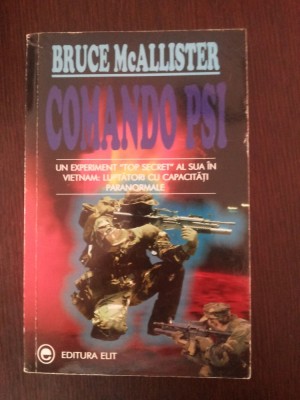 BRUCE McALLISTER
COMANDO PSI
UN EXPERIMENT "TOP SECRET" AL SUA ÎN
VIETNAM: LUPTĂTORI CU CAPACITĂȚI
PARANORMALE
e EDITURA ELIT